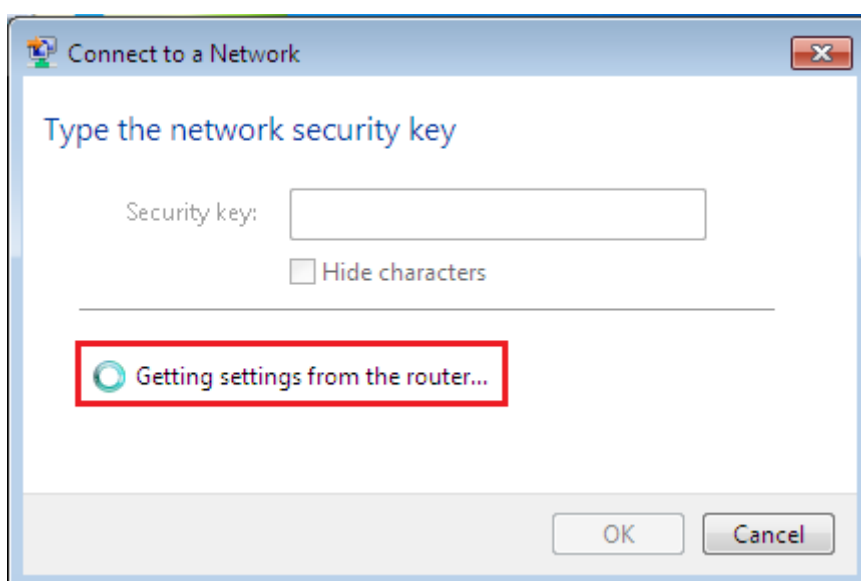 Connect to a Network
Type the network security key
Security key:
Hide characters
Getting settings from the router...
OK Cancel